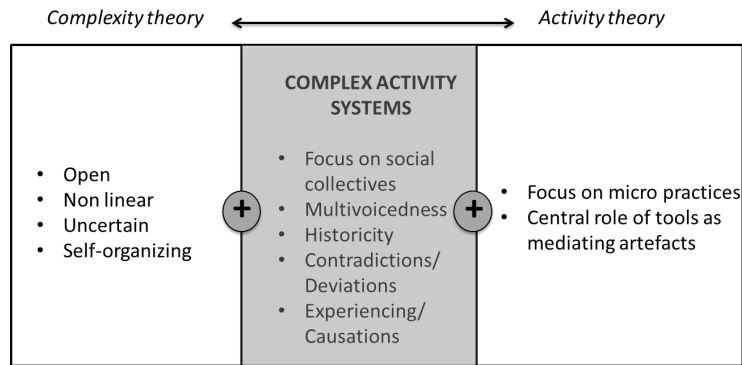 Complexity theory
Activity theory
• Open
• Non linear
• Uncertain
• Self-organizing
+
COMPLEX ACTIVITY
SYSTEMS
• Focus on social
collectives
• Multivoicedness
• Historicity
• Contradictions/
Deviations
• Experiencing/
Causations
+
• Focus on micro practices
• Central role of tools as
mediating artefacts